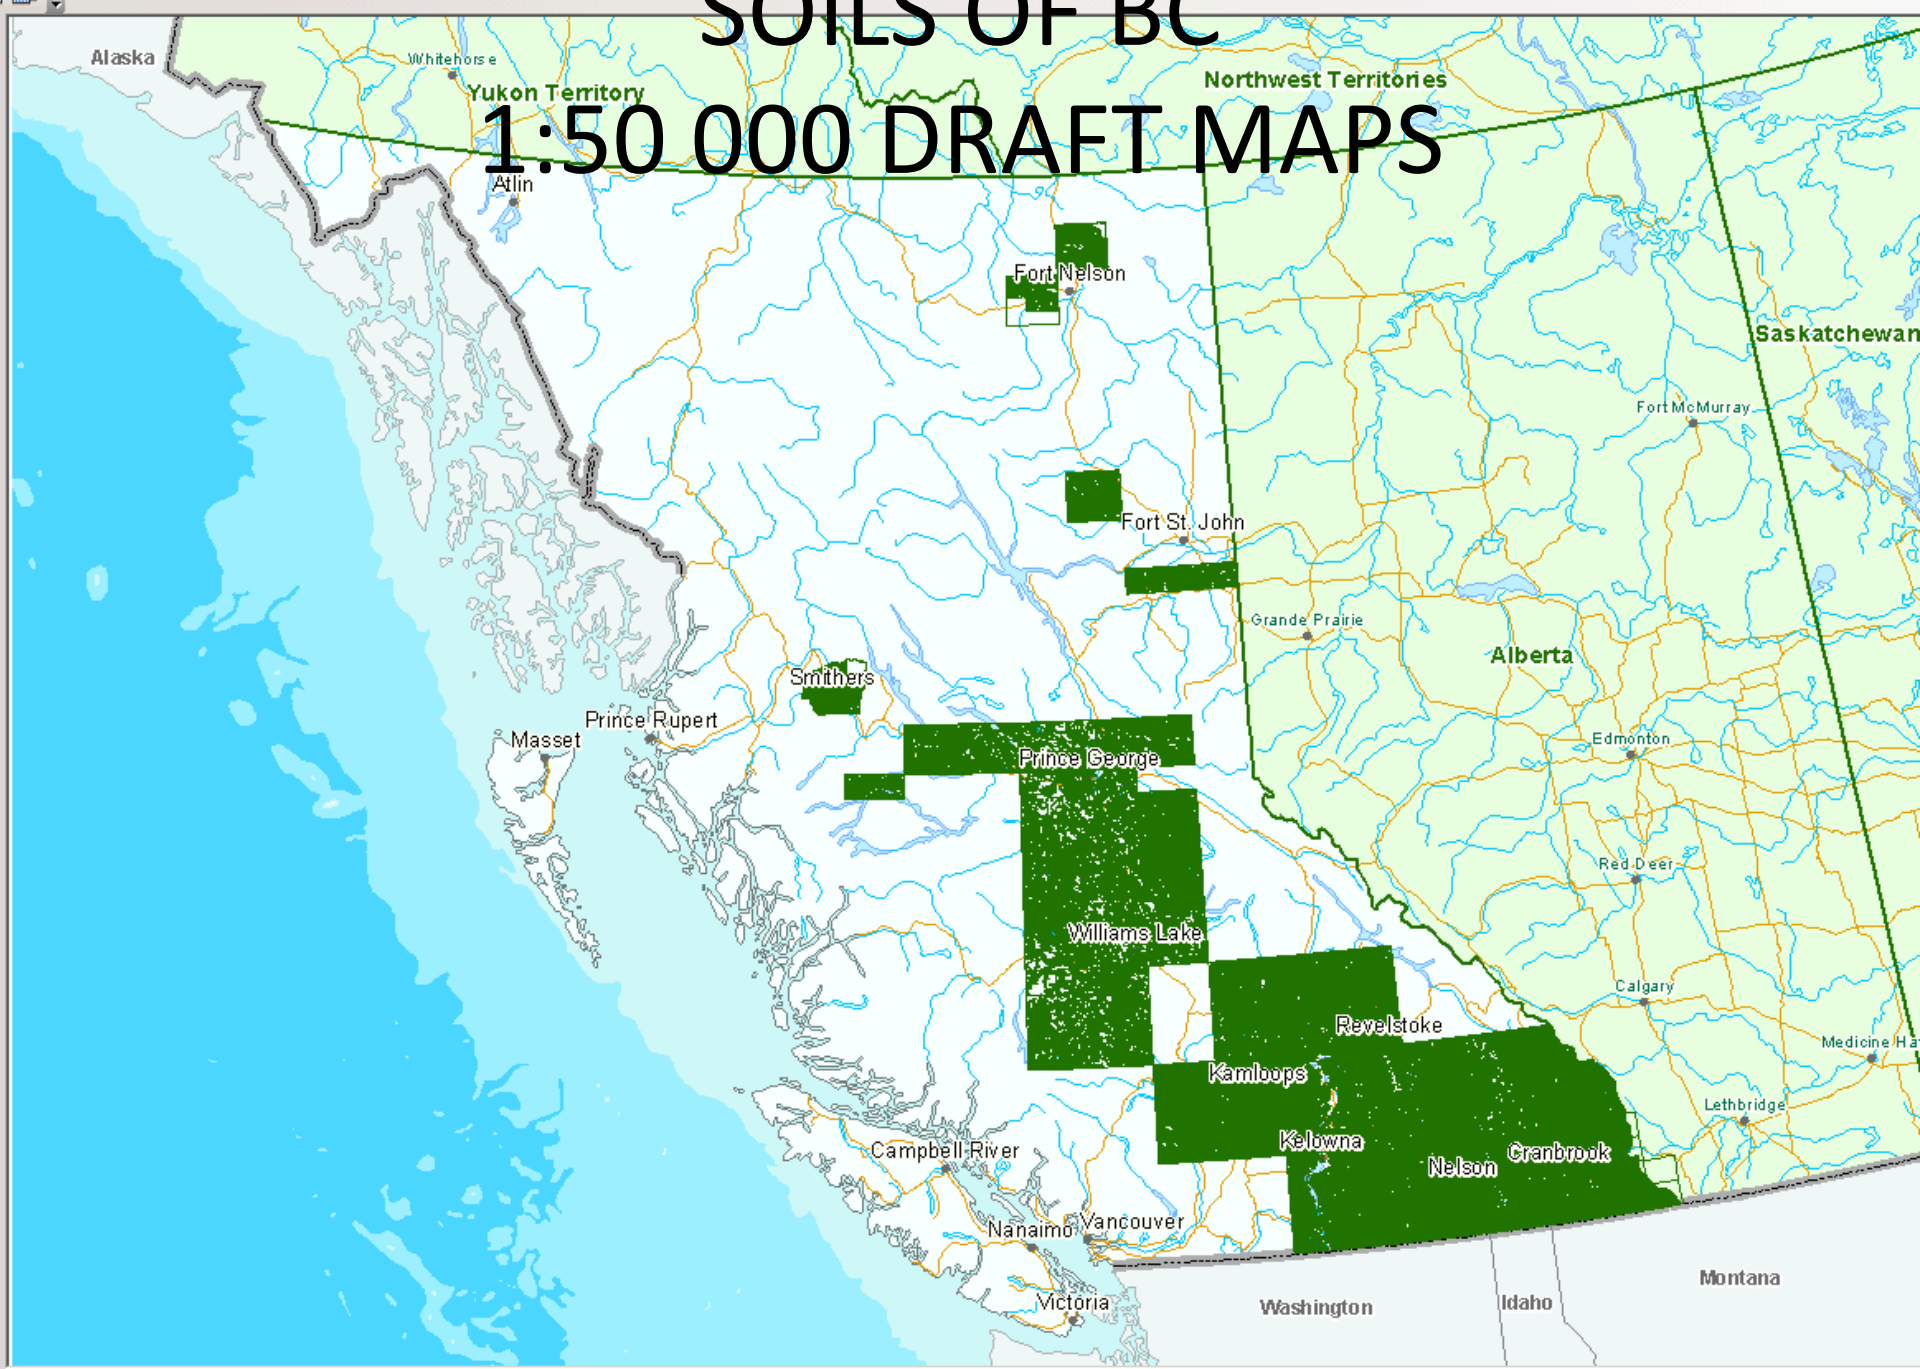 SOILS OF BC
1:50 000 DRAFT MAPS
Alaska
Whitehorse
Yukon Territory
Northwest Territories
Atlin
Fort Nelson
Saskatchewan
Fort McMurray
Fort St. John
Grande Prairie
Alberta
Smithers
Prince Rupert
Masset
Prince George
Edmonton
Red Deer
Williams Lake
Calgary
Revelstoke
Medicine Ha
Kamloops
Lethbridge
Kelowna
Cranbrook
Campbell River
Nelson
Vancouver
Nanaimo
Montana
Victoria
Washington
Idaho